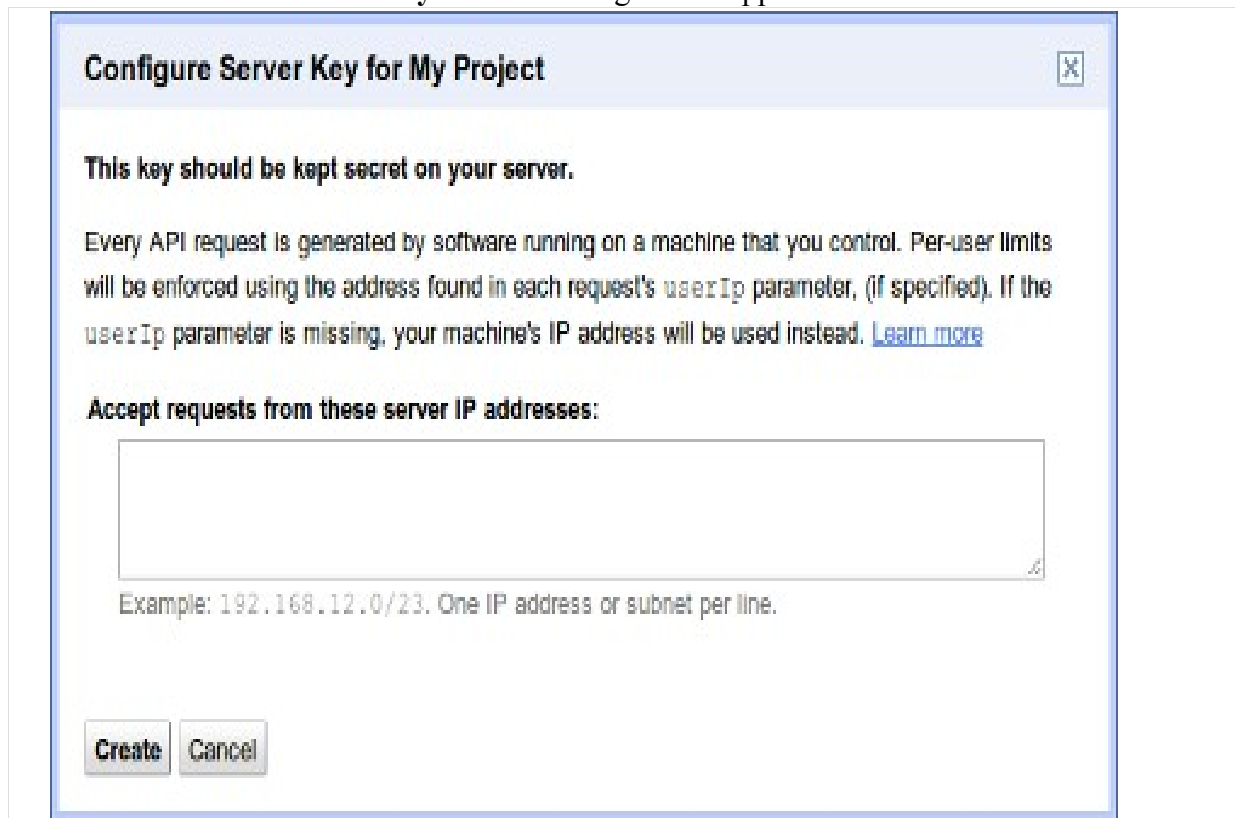 Configure Server Key for My Project
X
This key should be kept secret on your server.
Every API request is generated by software running on a machine that you control. Per-user limits
will be enforced using the address found in each request's userIp parameter, (if specified). If the
userIp parameter is missing, your machine's IP address will be used instead. Learn more
Accept requests from these server IP addresses:
Example: 192.168.12.0/23. One IP address or subnet per line.
Create Cancel